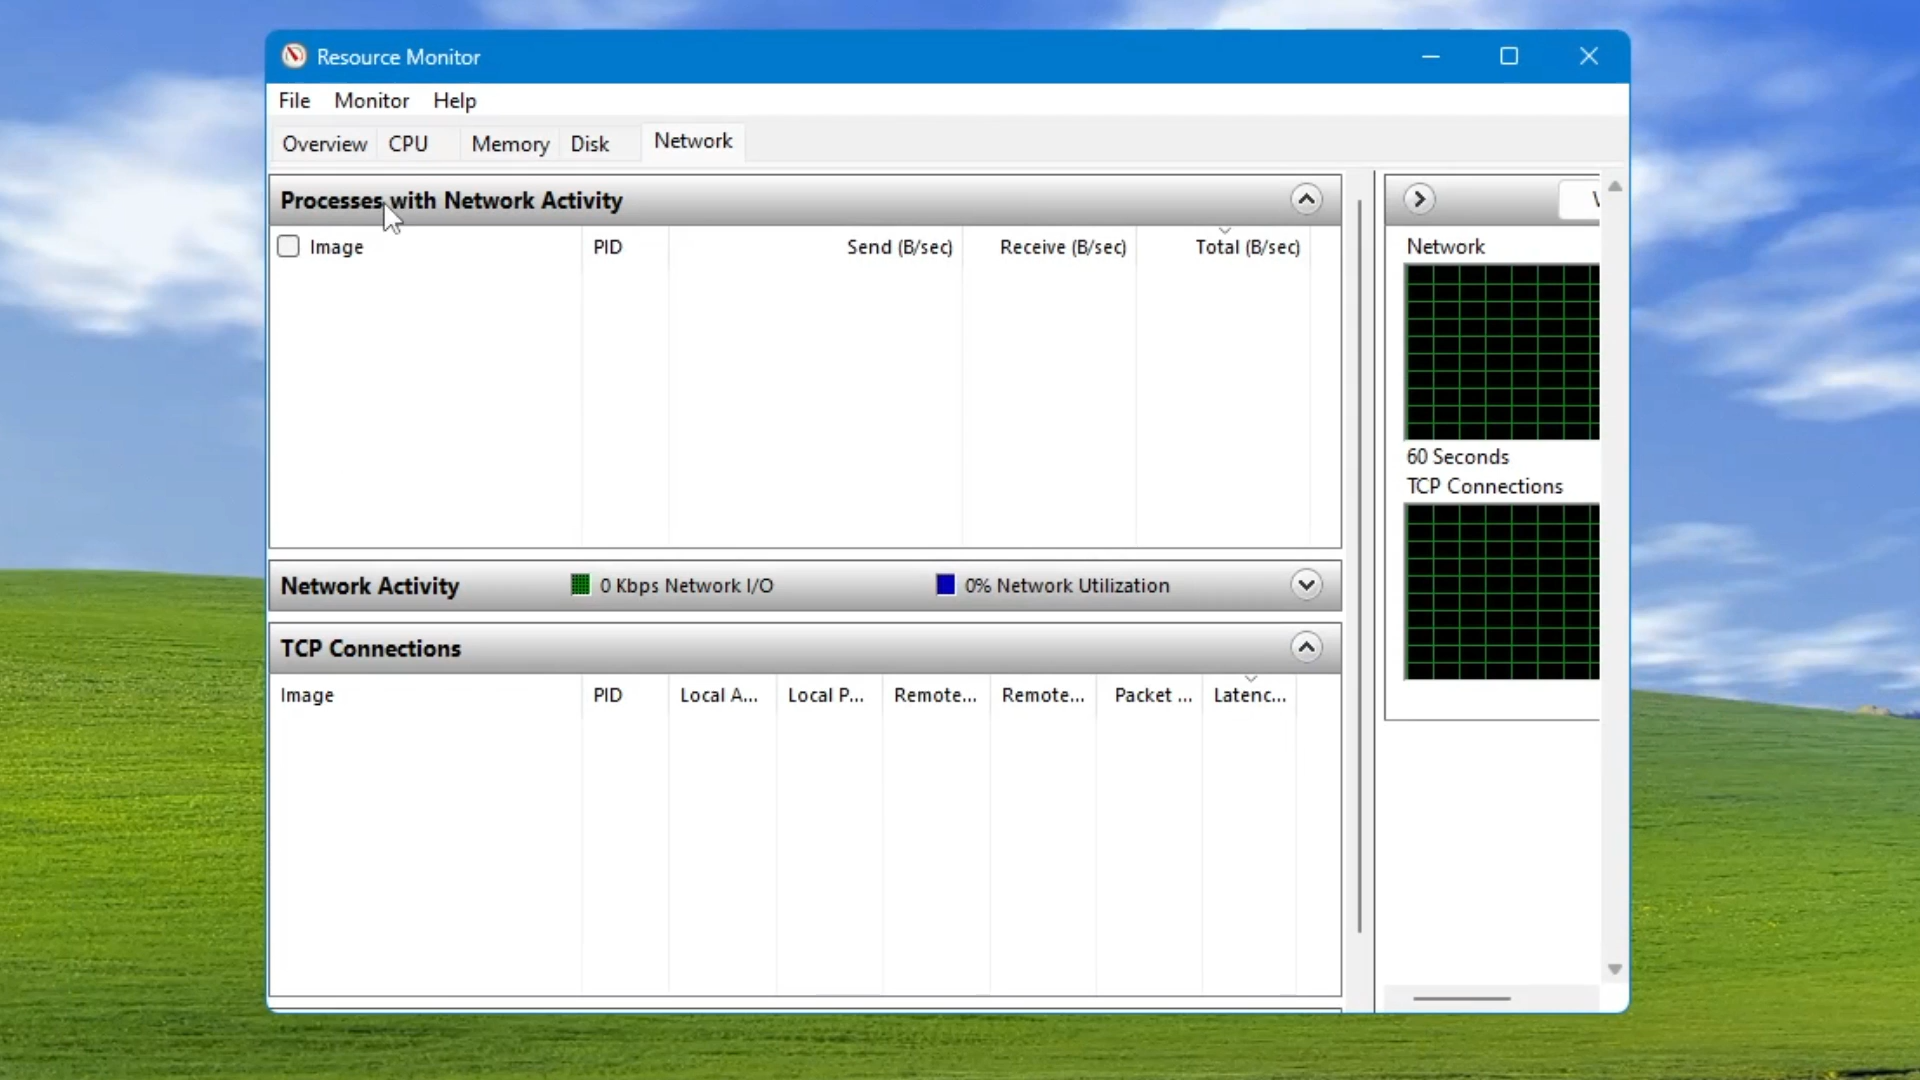 Resource Monitor
File Monitor Help
Overview CPU Memory Disk Network
Processes with Network Activity
Image PID Send (B/sec) Receive (B/sec) Total (B/sec)
Network
60 Seconds
TCP Connections
Network Activity 0 Kbps Network I/O 0% Network Utilization
TCP Connections
Image PID Local A... Local P... Remote... Remote... Packet ... Latenc...